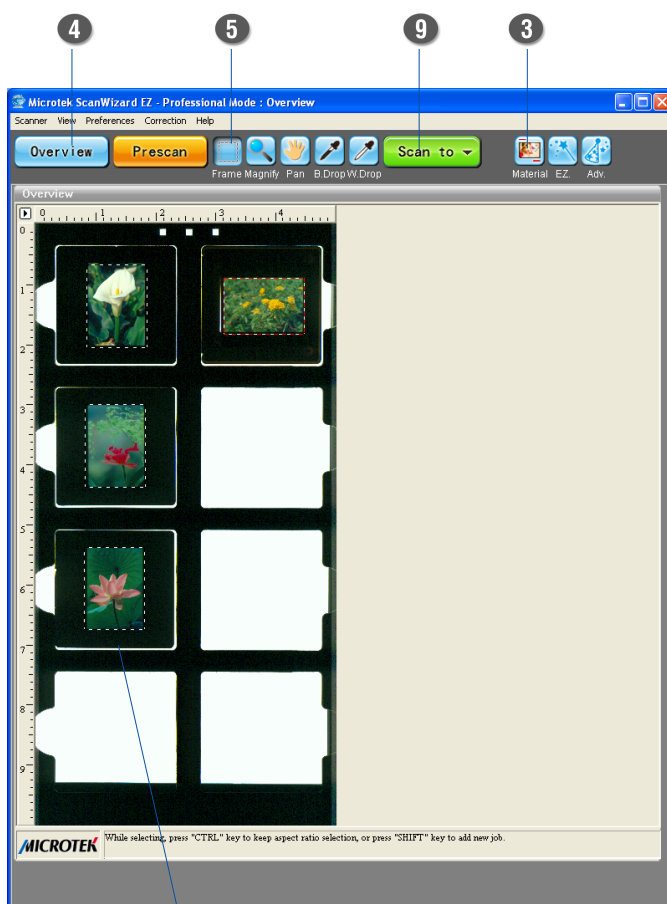 4 5 9 3
Microtek ScanWizard EZ - Professional Mode : Overview
Scanner View Preferences Correction Help
Overview Prescan Scan to
Frame Magnify Pan B.Drop W.Drop Material EZ. Adv.
Overview
0 1 2 3 4
0
1
2
3
4
5
6
7
8
9
MICROTEK While selecting, press "CTRL" key to keep aspect ratio selection, or press "SHIFT" key to add new job.